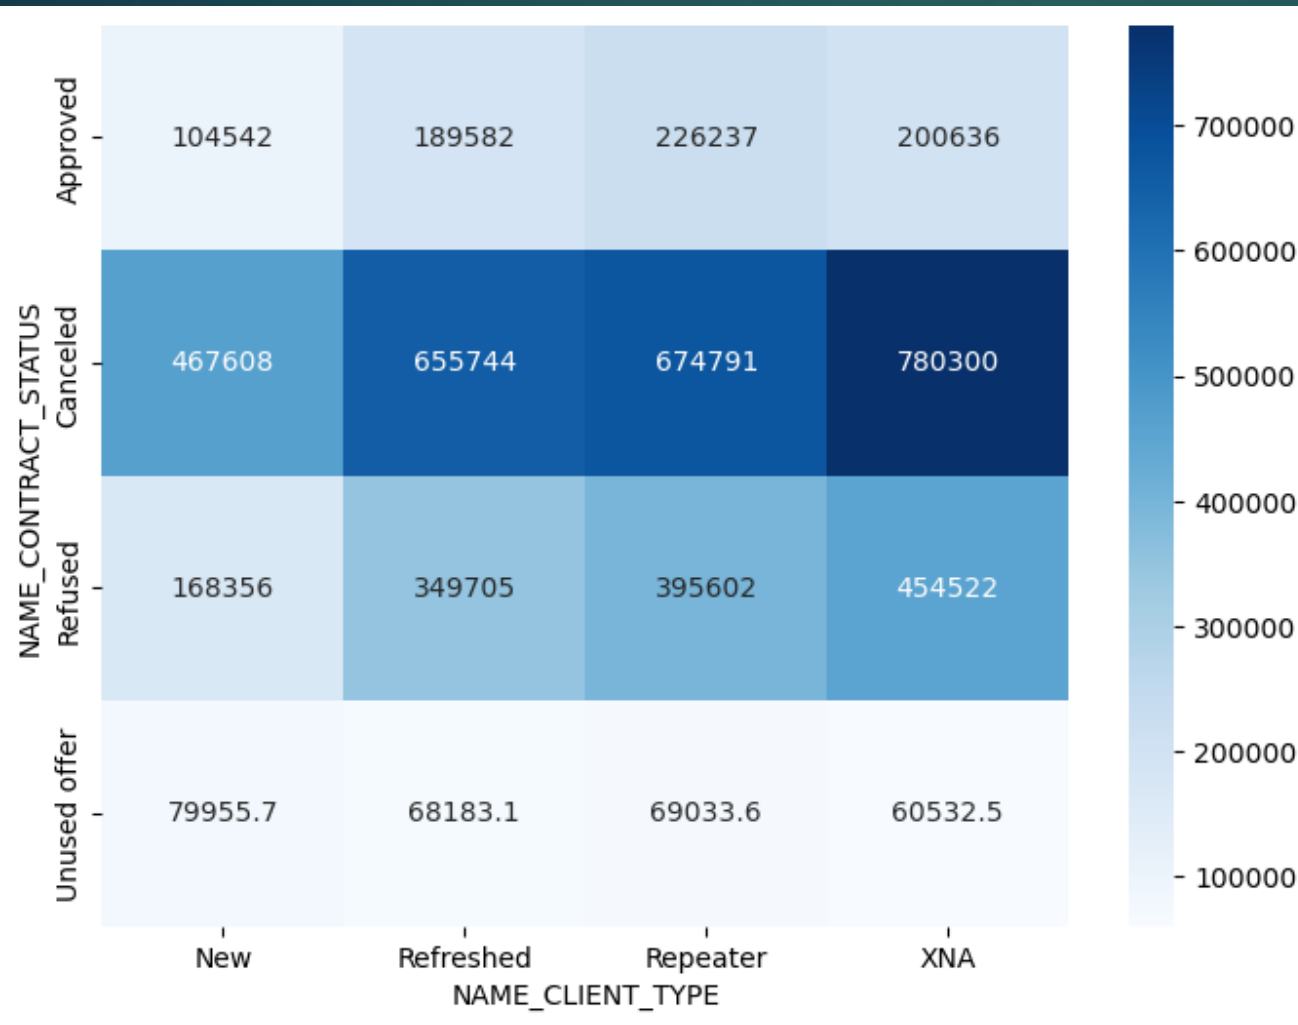 Approved
104542 189582 226237 200636
700000
600000
NAME_CONTRACT_STATUS
Canceled
467608 655744 674791 780300
500000
400000
Refused
168356 349705 395602 454522
300000
200000
Unused offer
79955.7 68183.1 69033.6 60532.5
100000
New Refreshed Repeater XNA
NAME_CLIENT_TYPE